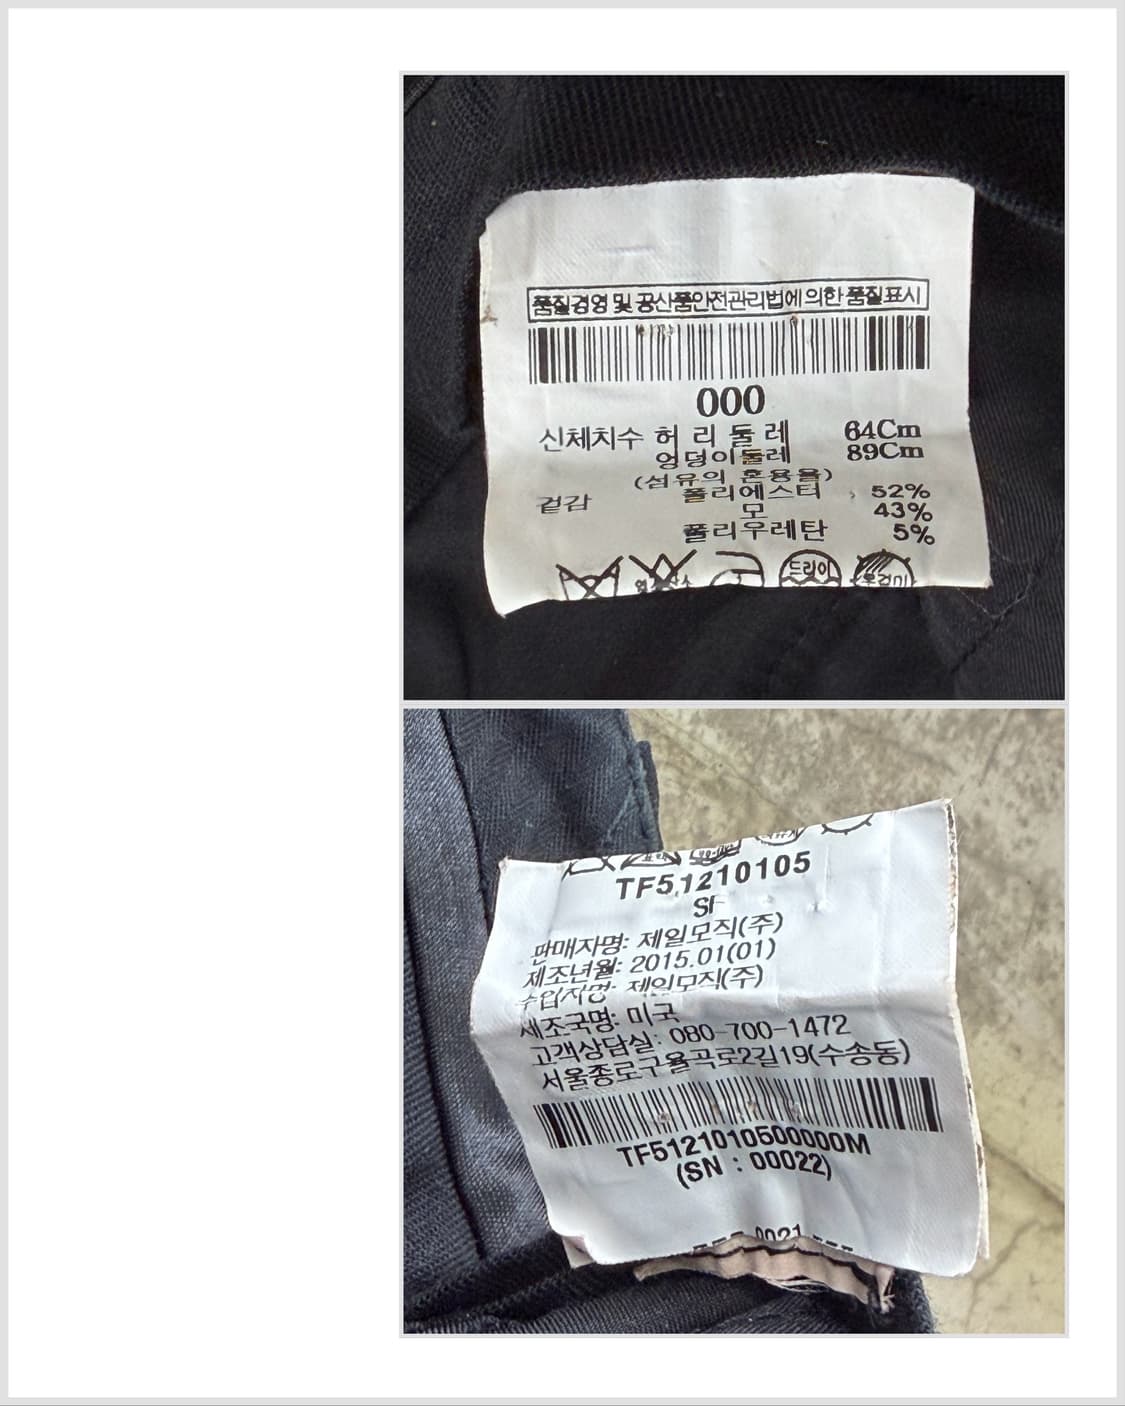 품질경영 및 공산품안전관리법에의한 품질표시
000
신체치수 허 리 둘 레 64Cm
엉덩이둘레 89Cm
(섬유의 혼용율)
겉감 폴리에스터 52%
모 43%
폴리우레탄 5%
드라이
TF51210105
판매자명: 제일모직(주)
제조년월: 2015.01(01)
수입자명: 제일모직(주)
제조국명: 미국
고객상담실: 080-700-1472
서울종로구율곡로2길19(수송동)
TF5121010500000M
(SN : 00022)
0021